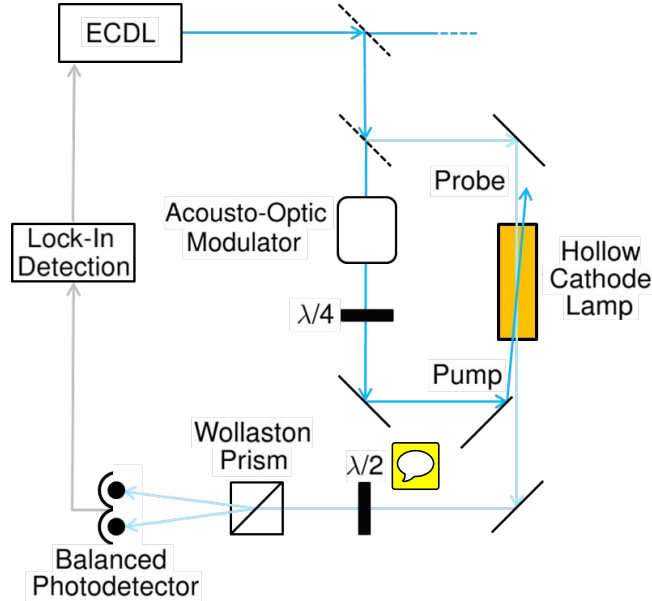 ECDL
Probe
Acousto-Optic
Modulator
Lock-In
Detection
Hollow
Cathode
Lamp
λ/4
Pump
Wollaston
Prism
λ/2
Balanced
Photodetector